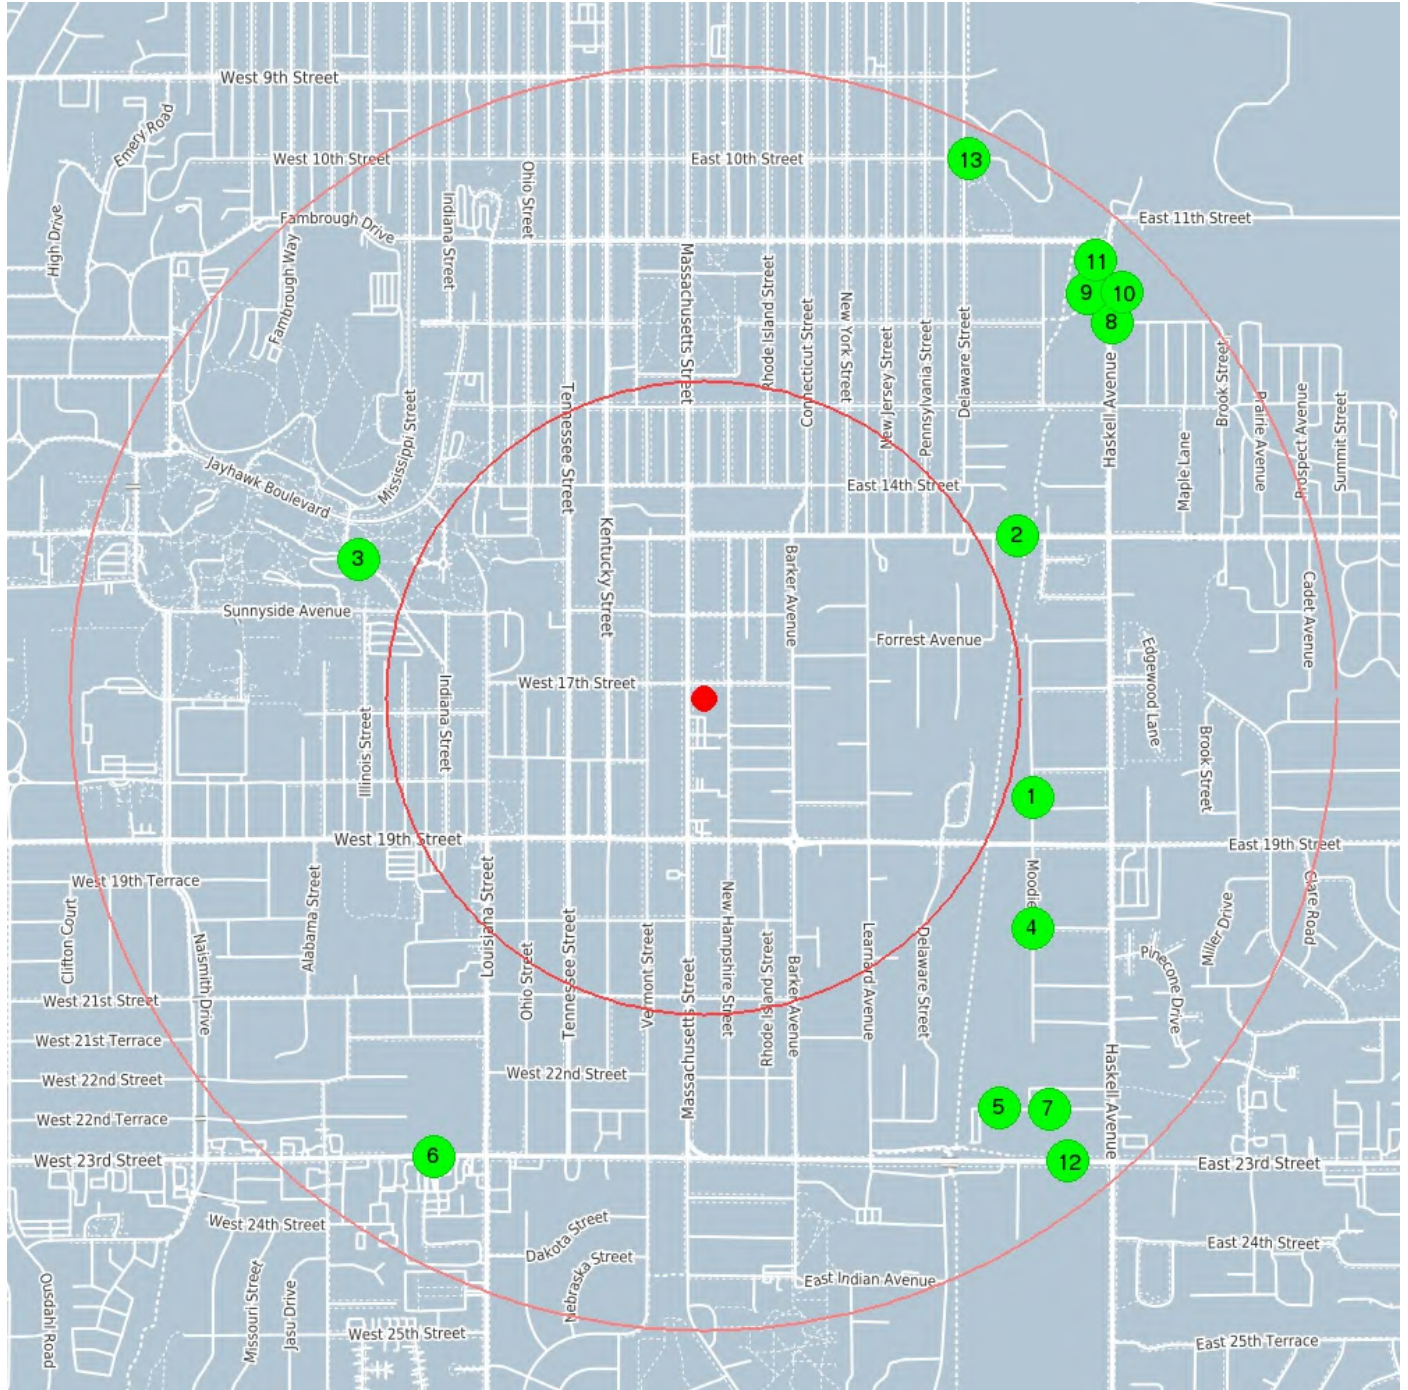 West 9th Street
Emery Road
West 10th Street
East 10th Street
13
Ohio Street
Indiana Street
High Drive
Fambrough Drive
East 11th Street
Fambrough Way
Massachusetts Street
Rhode Island Street
11
9
10
8
Connecticut Street
New York Street
New Jersey Street
Pennsylvania Street
Delaware Street
Haskell Avenue
Brook Street
Prairie Avenue
Prospect Avenue
Summit Street
Tennessee Street
Mississippi Street
Maple Lane
Jayhawk Boulevard
East 14th Street
Kentucky Street
2
3
Barker Avenue
Cadet Avenue
Sunnyside Avenue
Forrest Avenue
Edgewood Lane
West 17th Street
Indiana Street
Illinois Street
Brook Street
1
West 19th Street
East 19th Street
West 19th Terrace
Alabama Street
Louisiana Street
Moodie
Clare Road
Clifton Court
Naismith Drive
New Hampshire Street
Miller Drive
4
Ohio Street
Tennessee Street
Vermont Street
Massachusetts Street
Rhode Island Street
Barker Avenue
Learnard Avenue
Delaware Street
Pinecone Drive
West 21st Street
West 21st Terrace
Haskell Avenue
West 22nd Street
West 22nd Street
5
7
West 22nd Terrace
6
12
West 23rd Street
East 23rd Street
West 24th Street
Dakota Street
East 24th Street
Nebraska Street
East Indian Avenue
Ousdahl Road
Missouri Street
Jasu Drive
West 25th Street
East 25th Terrace